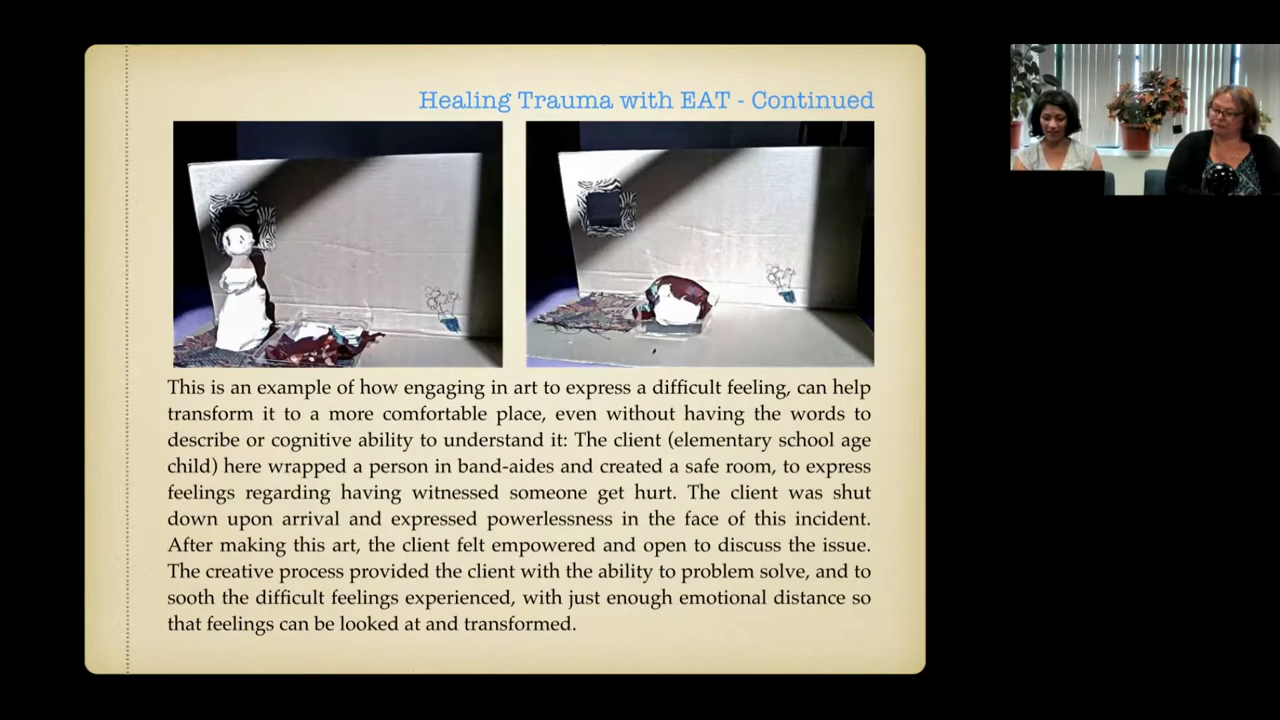 Healing Trauma with EAT - Continued
This is an example of how engaging in art to express a difficult feeling, can help
transform it to a more comfortable place, even without having the words to
describe or cognitive ability to understand it: The client (elementary school age
child) here wrapped a person in band-aides and created a safe room, to express
feelings regarding having witnessed someone get hurt. The client was shut
down upon arrival and expressed powerlessness in the face of this incident.
After making this art, the client felt empowered and open to discuss the issue.
The creative process provided the client with the ability to problem solve, and to
sooth the difficult feelings experienced, with just enough emotional distance so
that feelings can be looked at and transformed.